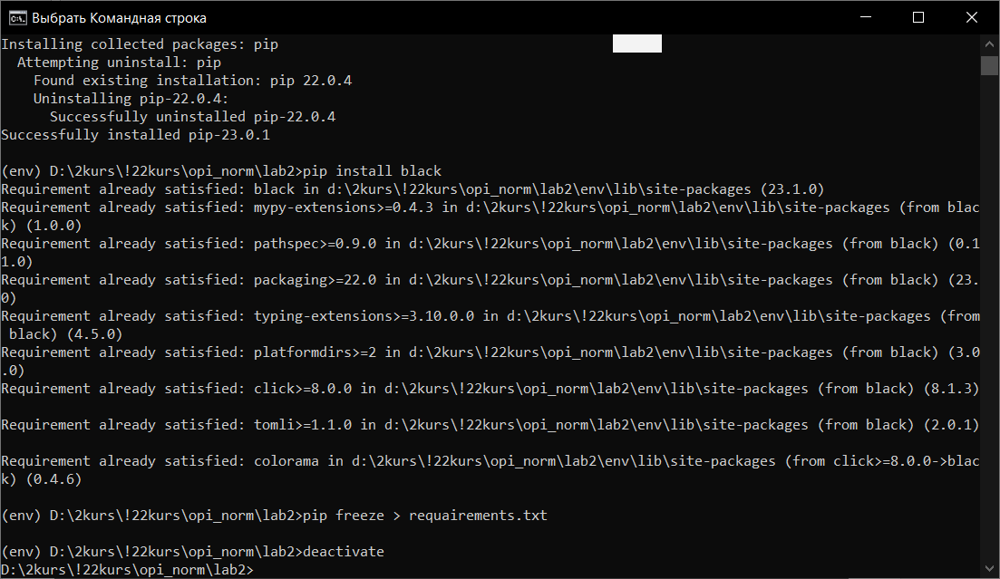 Выбрать Командная строка
Installing collected packages: pip
  Attempting uninstall: pip
    Found existing installation: pip 22.0.4
    Uninstalling pip-22.0.4:
      Successfully uninstalled pip-22.0.4
Successfully installed pip-23.0.1
(env) D:\2kurs\!22kurs\opi_norm\lab2>pip install black
Requirement already satisfied: black in d:\2kurs\!22kurs\opi_norm\lab2\env\lib\site-packages (23.1.0)
Requirement already satisfied: mypy-extensions>=0.4.3 in d:\2kurs\!22kurs\opi_norm\lab2\env\lib\site-packages (from blac
k) (1.0.0)
Requirement already satisfied: pathspec>=0.9.0 in d:\2kurs\!22kurs\opi_norm\lab2\env\lib\site-packages (from black) (0.1
1.0)
Requirement already satisfied: packaging>=22.0 in d:\2kurs\!22kurs\opi_norm\lab2\env\lib\site-packages (from black) (23.
0)
Requirement already satisfied: typing-extensions>=3.10.0.0 in d:\2kurs\!22kurs\opi_norm\lab2\env\lib\site-packages (from
 black) (4.5.0)
Requirement already satisfied: platformdirs>=2 in d:\2kurs\!22kurs\opi_norm\lab2\env\lib\site-packages (from black) (3.0
.0)
Requirement already satisfied: click>=8.0.0 in d:\2kurs\!22kurs\opi_norm\lab2\env\lib\site-packages (from black) (8.1.3)
Requirement already satisfied: tomli>=1.1.0 in d:\2kurs\!22kurs\opi_norm\lab2\env\lib\site-packages (from black) (2.0.1)
Requirement already satisfied: colorama in d:\2kurs\!22kurs\opi_norm\lab2\env\lib\site-packages (from click>=8.0.0->blac
k) (0.4.6)
(env) D:\2kurs\!22kurs\opi_norm\lab2>pip freeze > requairements.txt
(env) D:\2kurs\!22kurs\opi_norm\lab2>deactivate
D:\2kurs\!22kurs\opi_norm\lab2>